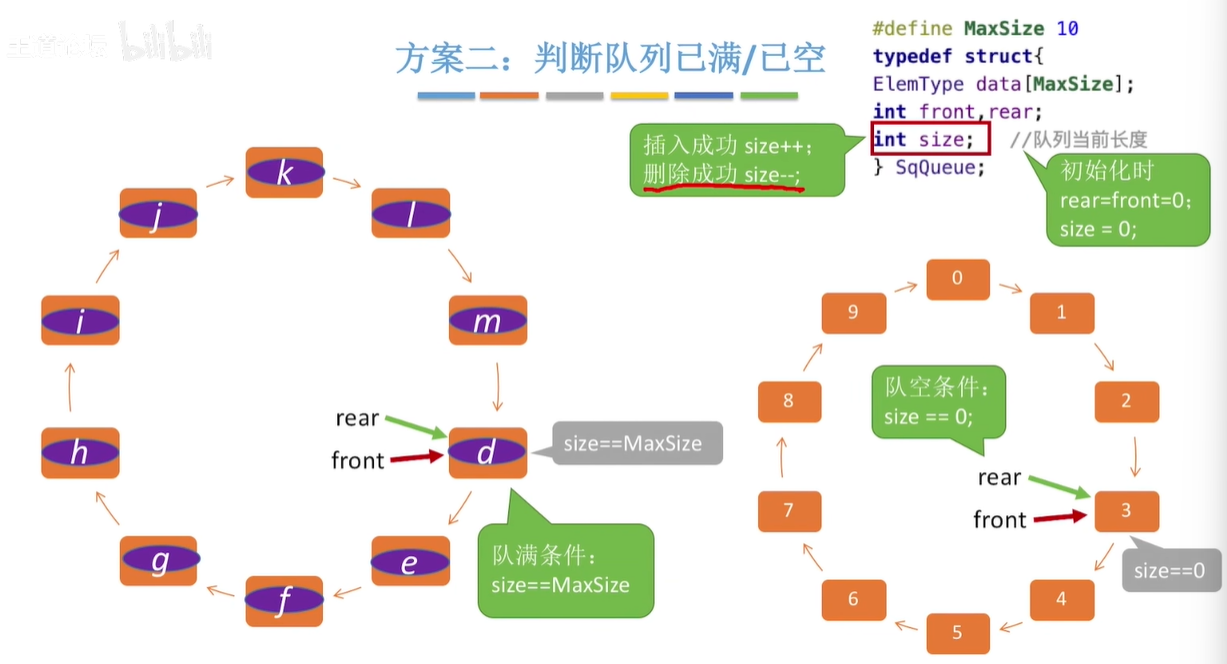 bilibili
方案二：判断队列已满/已空
#define MaxSize 10
typedef struct{
ElemType data[MaxSize];
int front,rear;
int size; //队列当前长度
} SqQueue;
插入成功 size++;
删除成功 size--;
初始化时
rear=front=0;
size = 0;
k
j
l
i
m
h
d
g
e
f
rear
front
size==MaxSize
队满条件：
size==MaxSize
0
9
1
8
2
7
3
6
4
5
队空条件：
size == 0;
rear
front
size==0